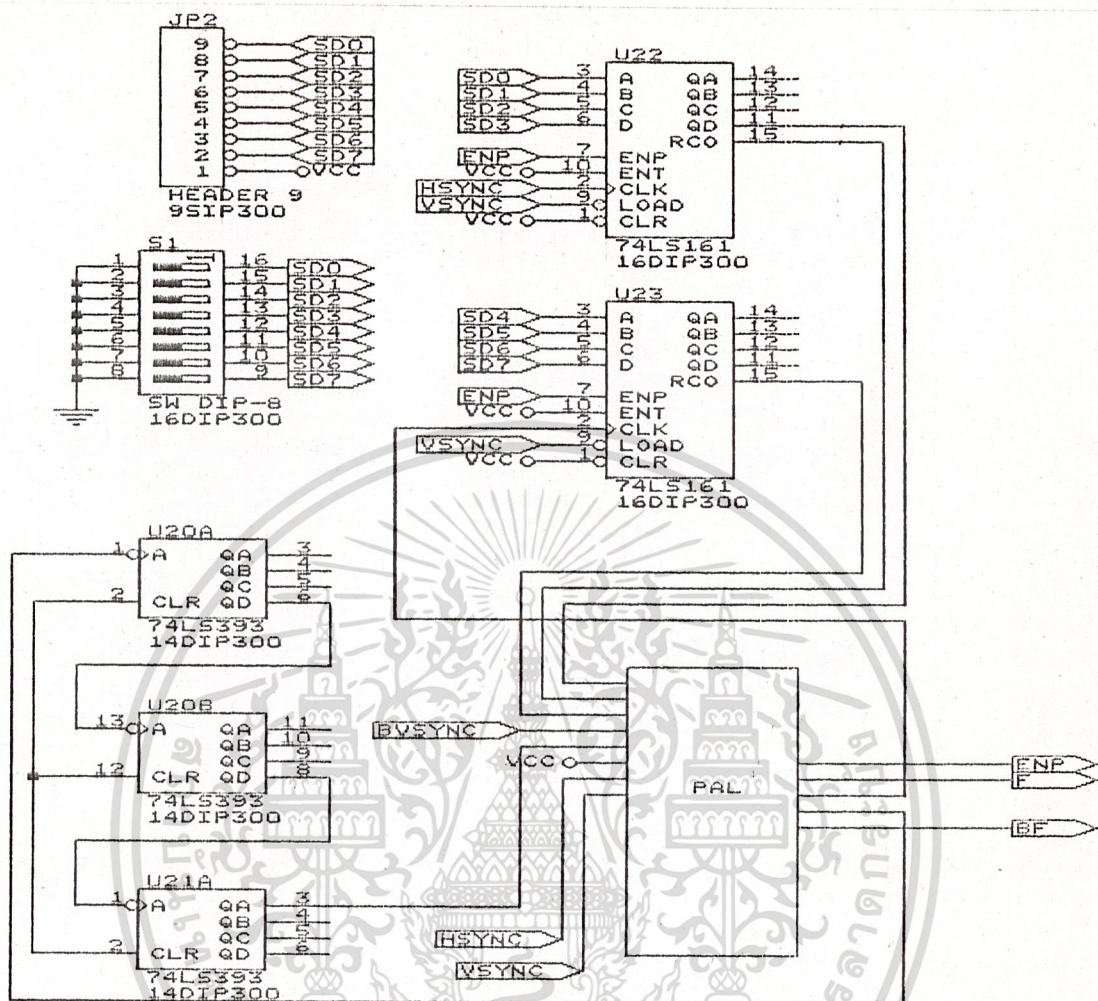 JP2
9 SD0
8 SD1
7 SD2
6 SD3
5 SD4
4 SD5
3 SD6
2 SD7
1 VCC
HEADER 9
9SIP300
S1
1 16 SD0
2 15 SD1
3 14 SD2
4 13 SD3
5 12 SD4
6 11 SD5
7 10 SD6
8 9 SD7
SW DIP-8
16DIP300
U22
SD0 3 A QA 14
SD1 4 B QB 13
SD2 5 C QC 12
SD3 6 D QD 11
RCO 15
ENP 7 ENP
VCC 10 ENT
HSYNC 2 CLK
VSYNC 9 LOAD
VCC 1 CLR
74LS161
16DIP300
U23
SD4 3 A QA 14
SD5 4 B QB 13
SD6 5 C QC 12
SD7 6 D QD 11
RCO 15
ENP 7 ENP
VCC 10 ENT
2 CLK
VSYNC 9 LOAD
VCC 1 CLR
74LS161
16DIP300
U20A
1 A QA 3
QB 4
QC 5
2 CLR QD 6
74LS393
14DIP300
U20B
13 A QA 11
QB 10
QC 9
12 CLR QD 8
74LS393
14DIP300
U21A
1 A QA 3
QB 4
QC 5
2 CLR QD 6
74LS393
14DIP300
BVSYNC
VCC
HSYNC
VSYNC
PAL
ENP
F
BF